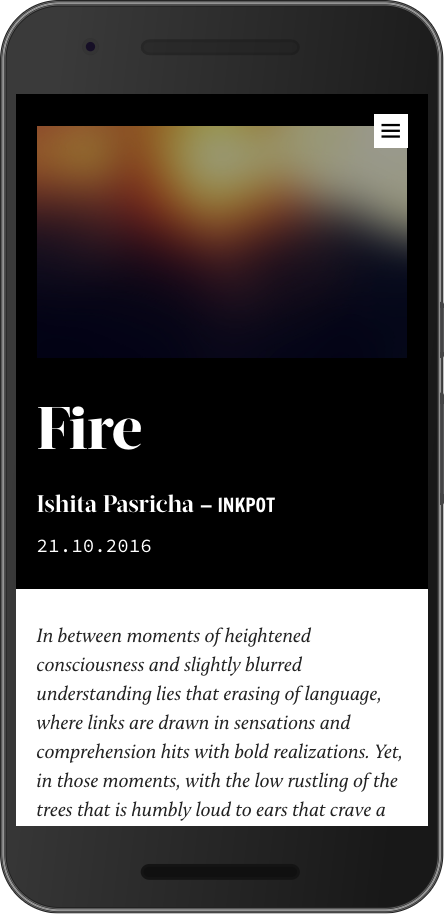 Fire
Ishita Pasricha – INKPOT
21.10.2016
In between moments of heightened
consciousness and slightly blurred
understanding lies that erasing of language,
where links are drawn in sensations and
comprehension hits with bold realizations. Yet,
in those moments, with the low rustling of the
trees that is humbly loud to ears that crave a